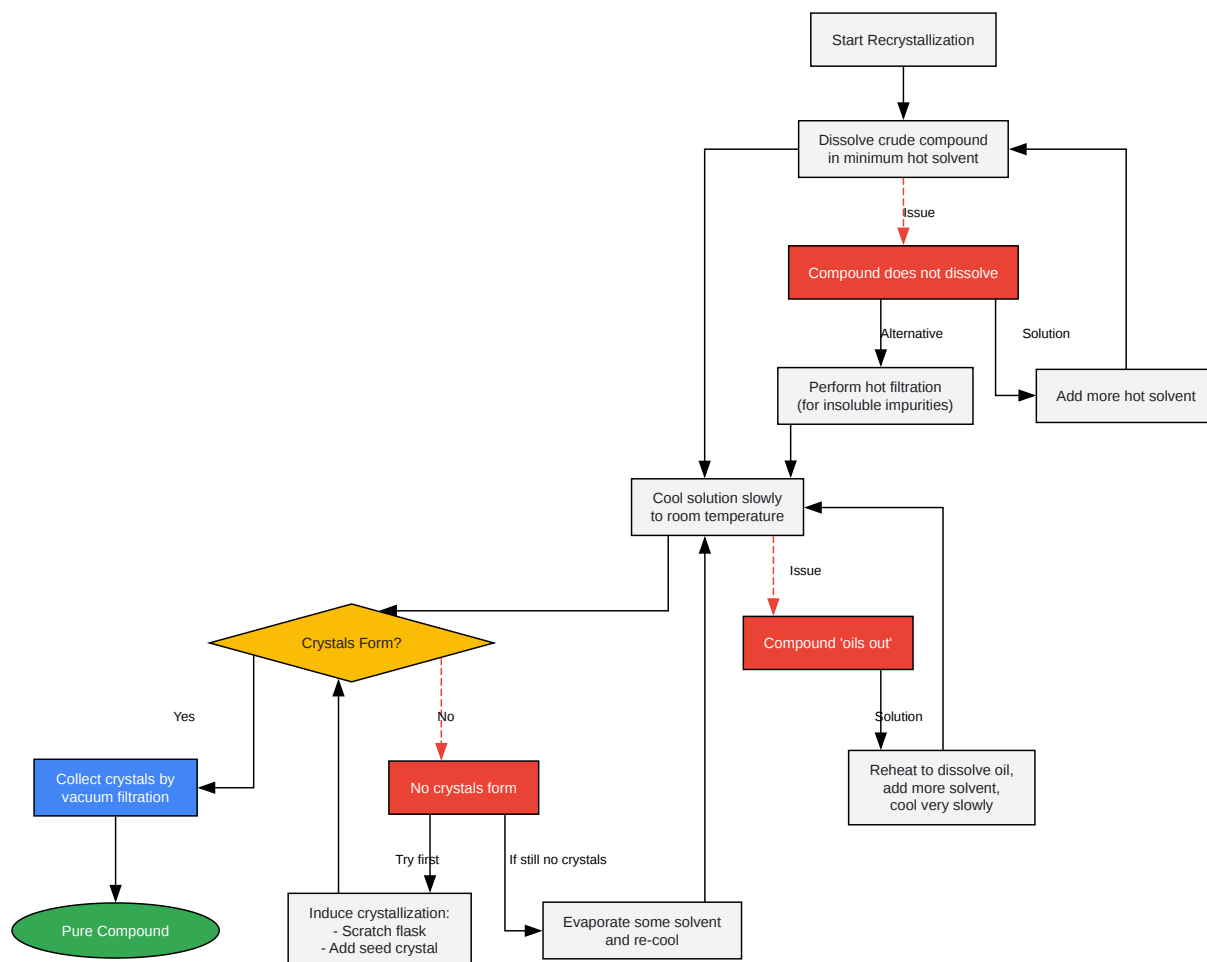 Start Recrystallization
Dissolve crude compound
in minimum hot solvent
Issue
Compound does not dissolve
Alternative
Solution
Perform hot filtration
(for insoluble impurities)
Add more hot solvent
Cool solution slowly
to room temperature
Issue
Crystals Form?
Compound 'oils out'
Yes
No
Solution
Collect crystals by
vacuum filtration
No crystals form
Reheat to dissolve oil,
add more solvent,
cool very slowly
Try first
If still no crystals
Pure Compound
Induce crystallization:
- Scratch flask
- Add seed crystal
Evaporate some solvent
and re-cool